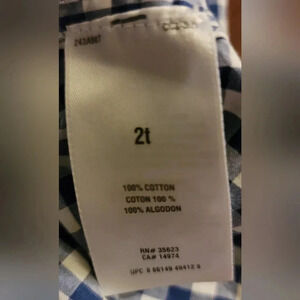 2t
100% COTTON
COTON 100 %
100% ALGODON
RN# 35623
CA# 14974